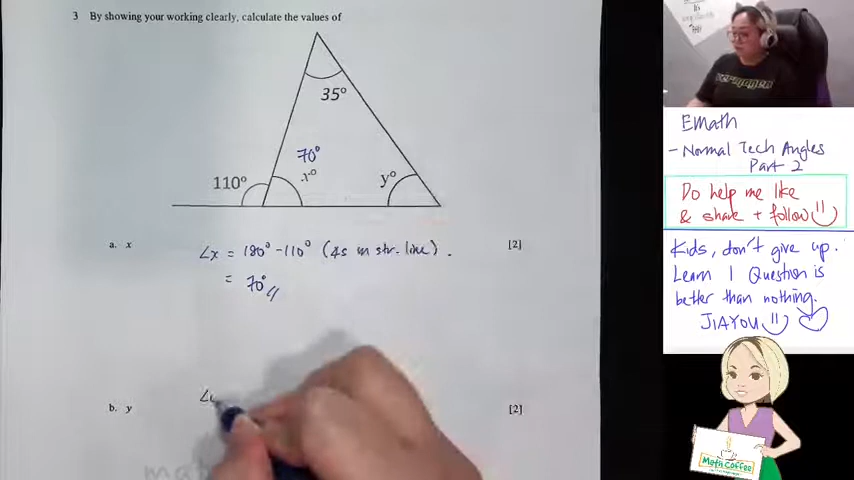 3 By showing your working clearly, calculate the values of
35°
70°
110°
x°
y°
a. x
∠x = 180° - 110° (∠s on str. line).
[2]
= 70°//
b. y
[2]
EMath
- Normal Tech Angles
Part 2
Do help me like
& share + follow
Kids, don't give up.
Learn 1 Question is
better than nothing.
JIAYOU
Math Coffee